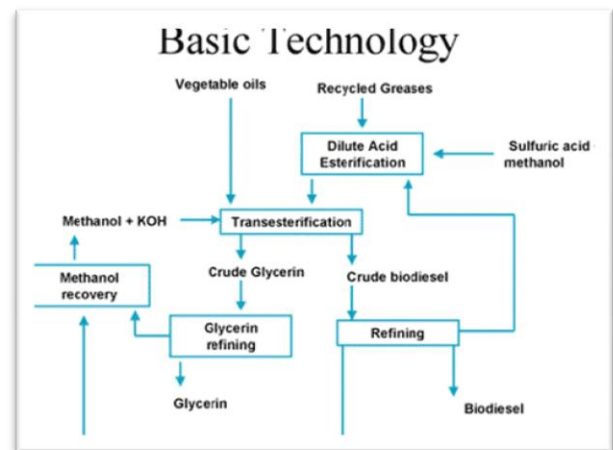 Basic Technology
Vegetable oils
Recycled Greases
Dilute Acid
Esterification
Sulfuric acid
methanol
Methanol + KOH
Transesterification
Methanol
recovery
Crude Glycerin
Crude biodiesel
Glycerin
refining
Refining
Glycerin
Biodiesel